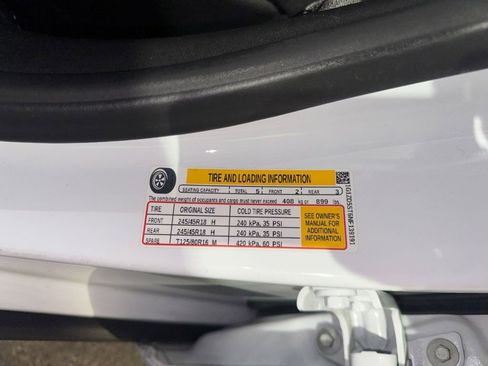 TIRE AND LOADING INFORMATION
SEATING CAPACITY TOTAL 5 FRONT 2 REAR 3
The combined weight of occupants and cargo must never exceed 408 kg or 899 lbs
TIRE ORIGINAL SIZE COLD TIRE PRESSURE
FRONT 245/45R18 H 240 kPa, 35 PSI
REAR 245/45R18 H 240 kPa, 35 PSI
SPARE T125/80R16 M 420 kPa, 60 PSI
SEE OWNER'S
MANUAL FOR
ADDITIONAL
INFORMATION